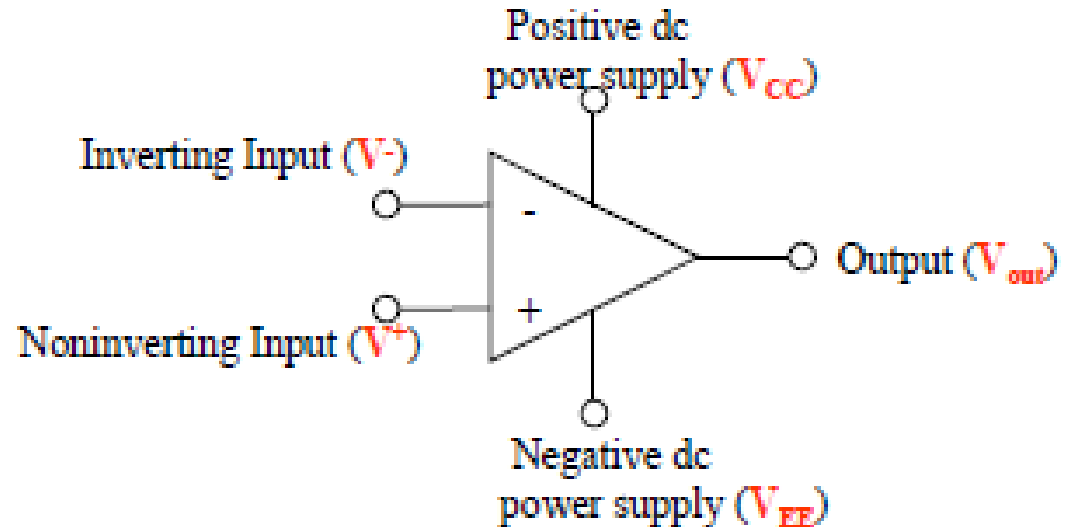 Positive dc
power supply (VCC)
Inverting Input (V-)
-
Output (Vout)
+
Noninverting Input (V+)
Negative dc
power supply (VEE)